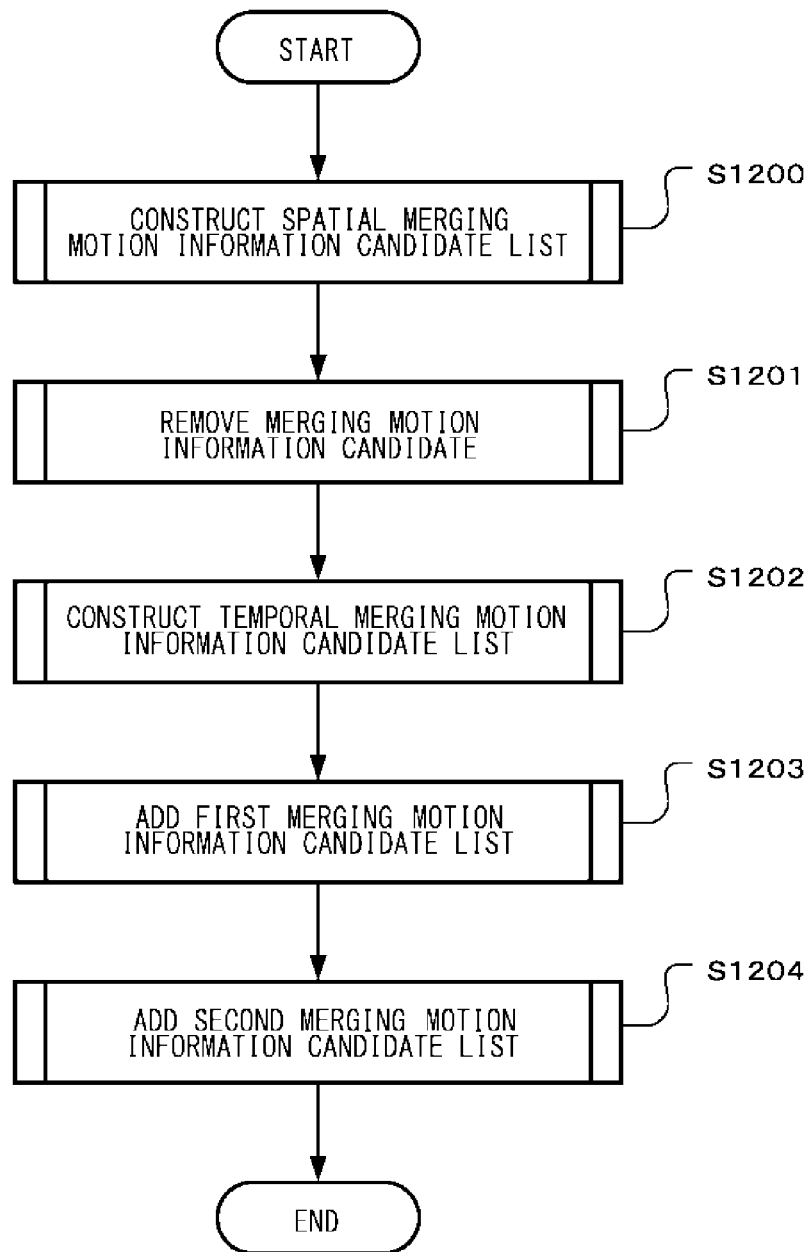 START
S1200
CONSTRUCT SPATIAL MERGING
MOTION INFORMATION CANDIDATE LIST
S1201
REMOVE MERGING MOTION
INFORMATION CANDIDATE
S1202
CONSTRUCT TEMPORAL MERGING MOTION
INFORMATION CANDIDATE LIST
S1203
ADD FIRST MERGING MOTION
INFORMATION CANDIDATE LIST
S1204
ADD SECOND MERGING MOTION
INFORMATION CANDIDATE LIST
END